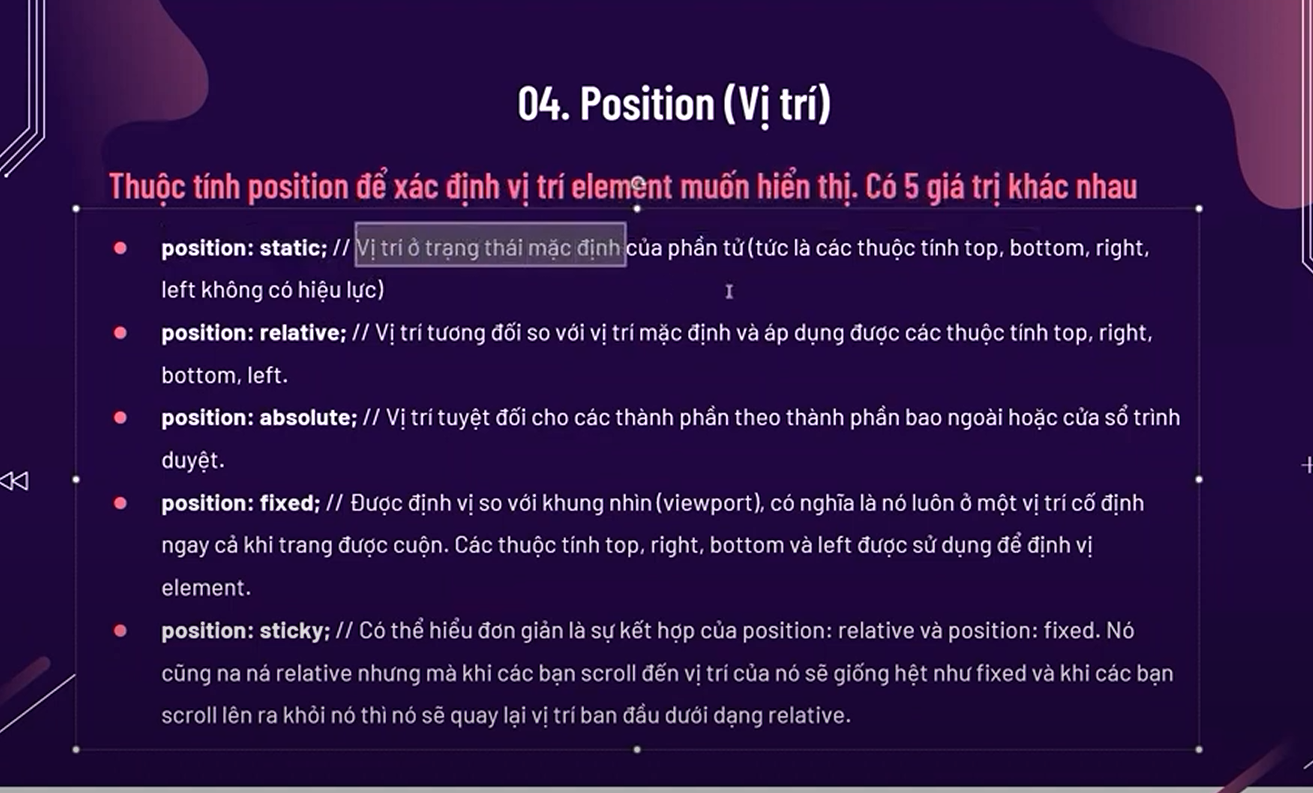 04. Position (Vị trí)
Thuộc tính position để xác định vị trí element muốn hiển thị. Có 5 giá trị khác nhau
position: static; // Vị trí ở trạng thái mặc định của phần tử (tức là các thuộc tính top, bottom, right,
left không có hiệu lực)
position: relative; // Vị trí tương đối so với vị trí mặc định và áp dụng được các thuộc tính top, right,
bottom, left.
position: absolute; // Vị trí tuyệt đối cho các thành phần theo thành phần bao ngoài hoặc cửa sổ trình
duyệt.
position: fixed; // Được định vị so với khung nhìn (viewport), có nghĩa là nó luôn ở một vị trí cố định
ngay cả khi trang được cuộn. Các thuộc tính top, right, bottom và left được sử dụng để định vị
element.
position: sticky; // Có thể hiểu đơn giản là sự kết hợp của position: relative và position: fixed. Nó
cũng na ná relative nhưng mà khi các bạn scroll đến vị trí của nó sẽ giống hệt như fixed và khi các bạn
scroll lên ra khỏi nó thì nó sẽ quay lại vị trí ban đầu dưới dạng relative.